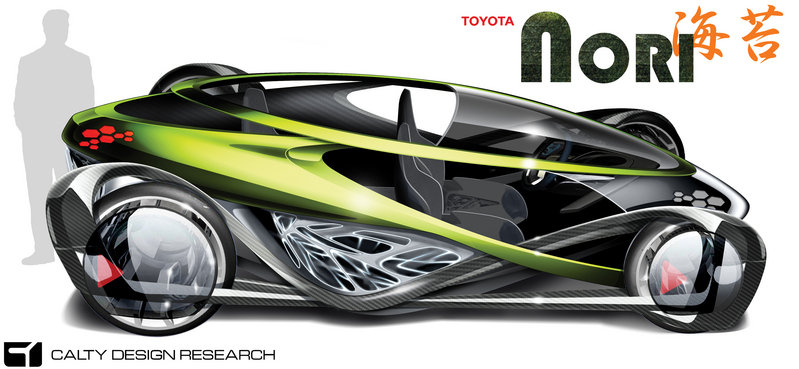 TOYOTA
NORI 海苔
CALTY DESIGN RESEARCH